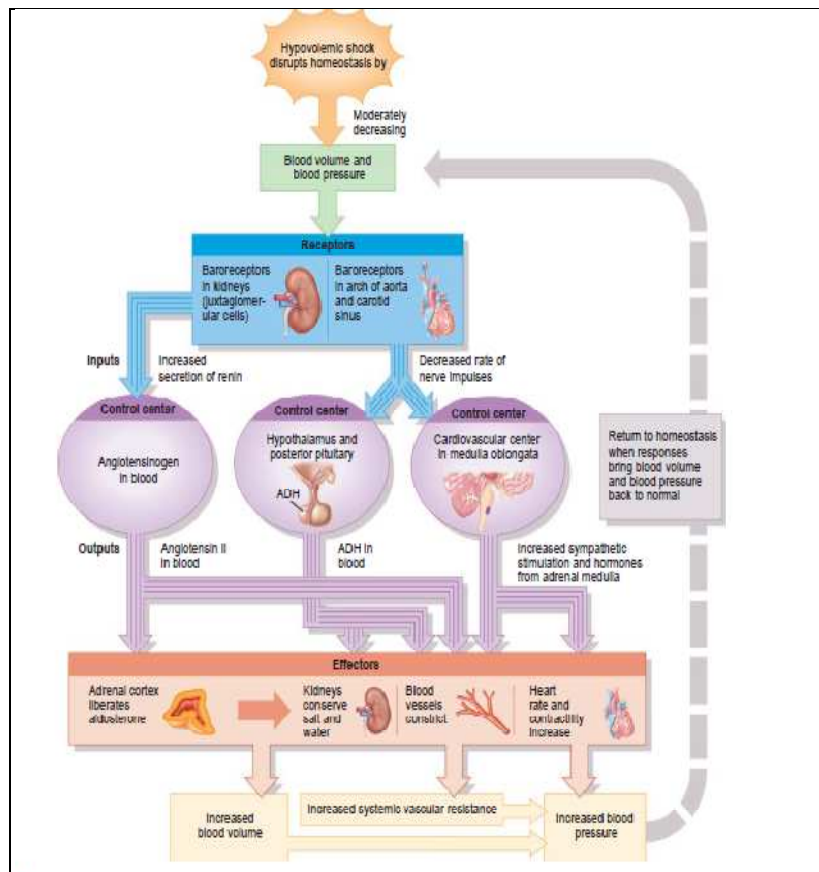 Hypovolemic shock
disrupts homeostasis by
Moderately
decreasing
Blood volume and
blood pressure
Receptors
Baroreceptors
in kidneys
(juxtaglomer-
ular cells)
Baroreceptors
in arch of aorta
and carotid
sinus
Inputs
Increased
secretion of renin
Decreased rate of
nerve impulses
Control center
Angiotensinogen
in blood
Control center
Hypothalamus and
posterior pituitary
ADH
Control center
Cardiovascular center
in medulla oblongata
Return to homeostasis
when responses
bring blood volume
and blood pressure
back to normal
Outputs
Angiotensin II
in blood
ADH in
blood
Increased sympathetic
stimulation and hormones
from adrenal medulla
Effectors
Adrenal cortex
liberates
aldosterone
Kidneys
conserve
salt and
water
Blood
vessels
constrict
Heart
rate and
contractility
increase
Increased
blood volume
Increased systemic vascular resistance
Increased blood
pressure